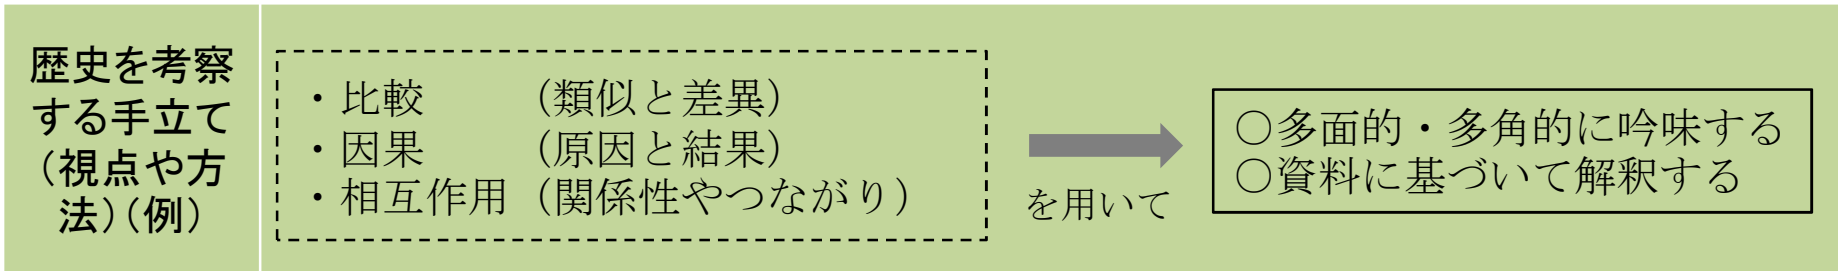 歴史を考察
する手立て
（視点や方
法）（例）
・比較　　　（類似と差異）
・因果　　　（原因と結果）
・相互作用（関係性やつながり）
を用いて
○多面的・多角的に吟味する
○資料に基づいて解釈する